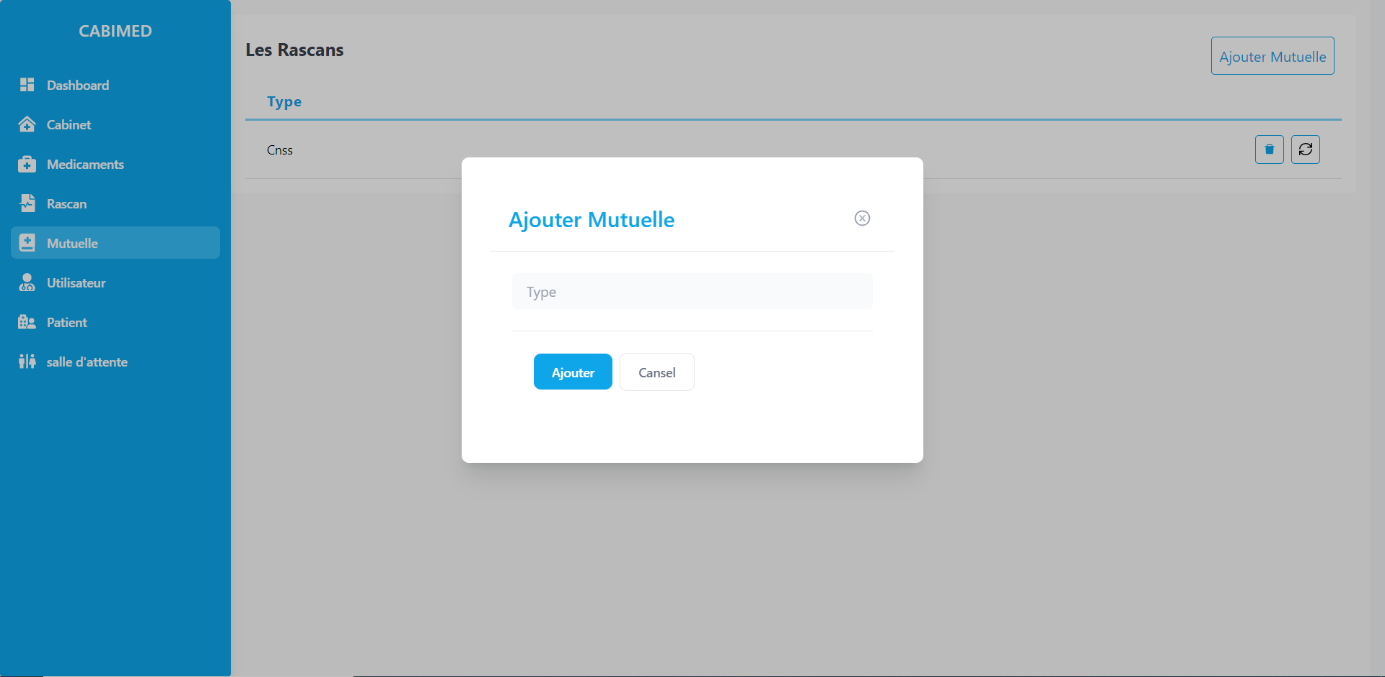 CABIMED
Dashboard
Cabinet
Medicaments
Rascan
Mutuelle
Utilisateur
Patient
salle d'attente
Les Rascans
Ajouter Mutuelle
Type
Cnss
Ajouter Mutuelle
Type
Ajouter
Cansel